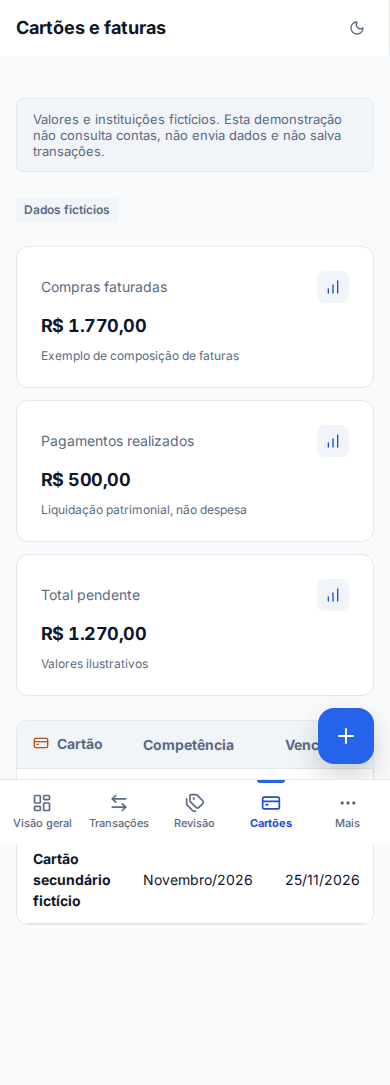 Cartões e faturas
Valores e instituições fictícios. Esta demonstração
não consulta contas, não envia dados e não salva
transações.
Dados fictícios
Compras faturadas
R$ 1.770,00
Exemplo de composição de faturas
Pagamentos realizados
R$ 500,00
Liquidação patrimonial, não despesa
Total pendente
R$ 1.270,00
Valores ilustrativos
Cartão Competência Venc
Visão geral Transações Revisão Cartões Mais
Cartão
secundário
fictício
Novembro/2026 25/11/2026